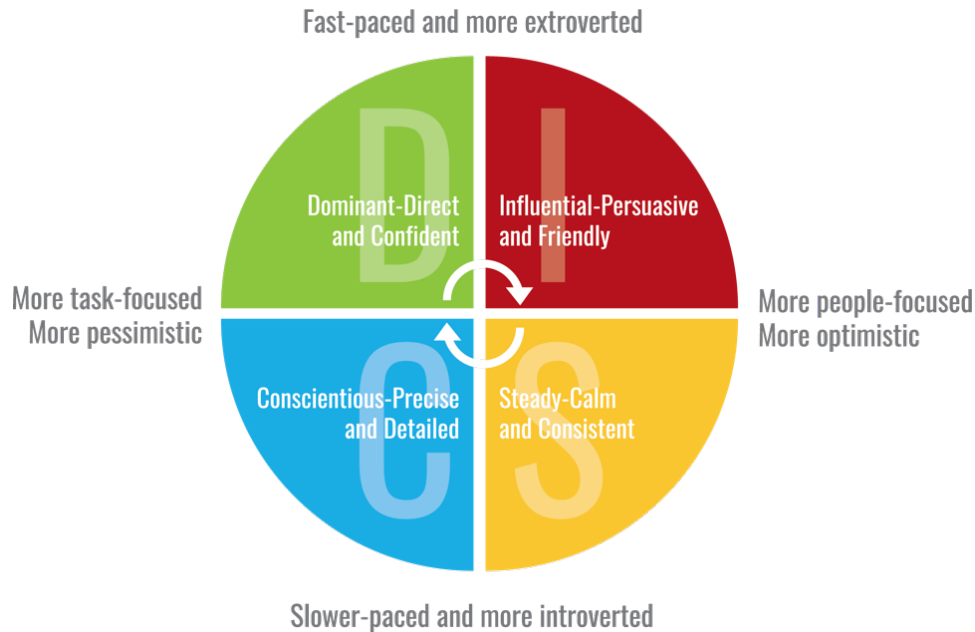 Fast-paced and more extroverted
D
Dominant-Direct
and Confident
I
Influential-Persuasive
and Friendly
More task-focused
More pessimistic
More people-focused
More optimistic
C
Conscientious-Precise
and Detailed
S
Steady-Calm
and Consistent
Slower-paced and more introverted